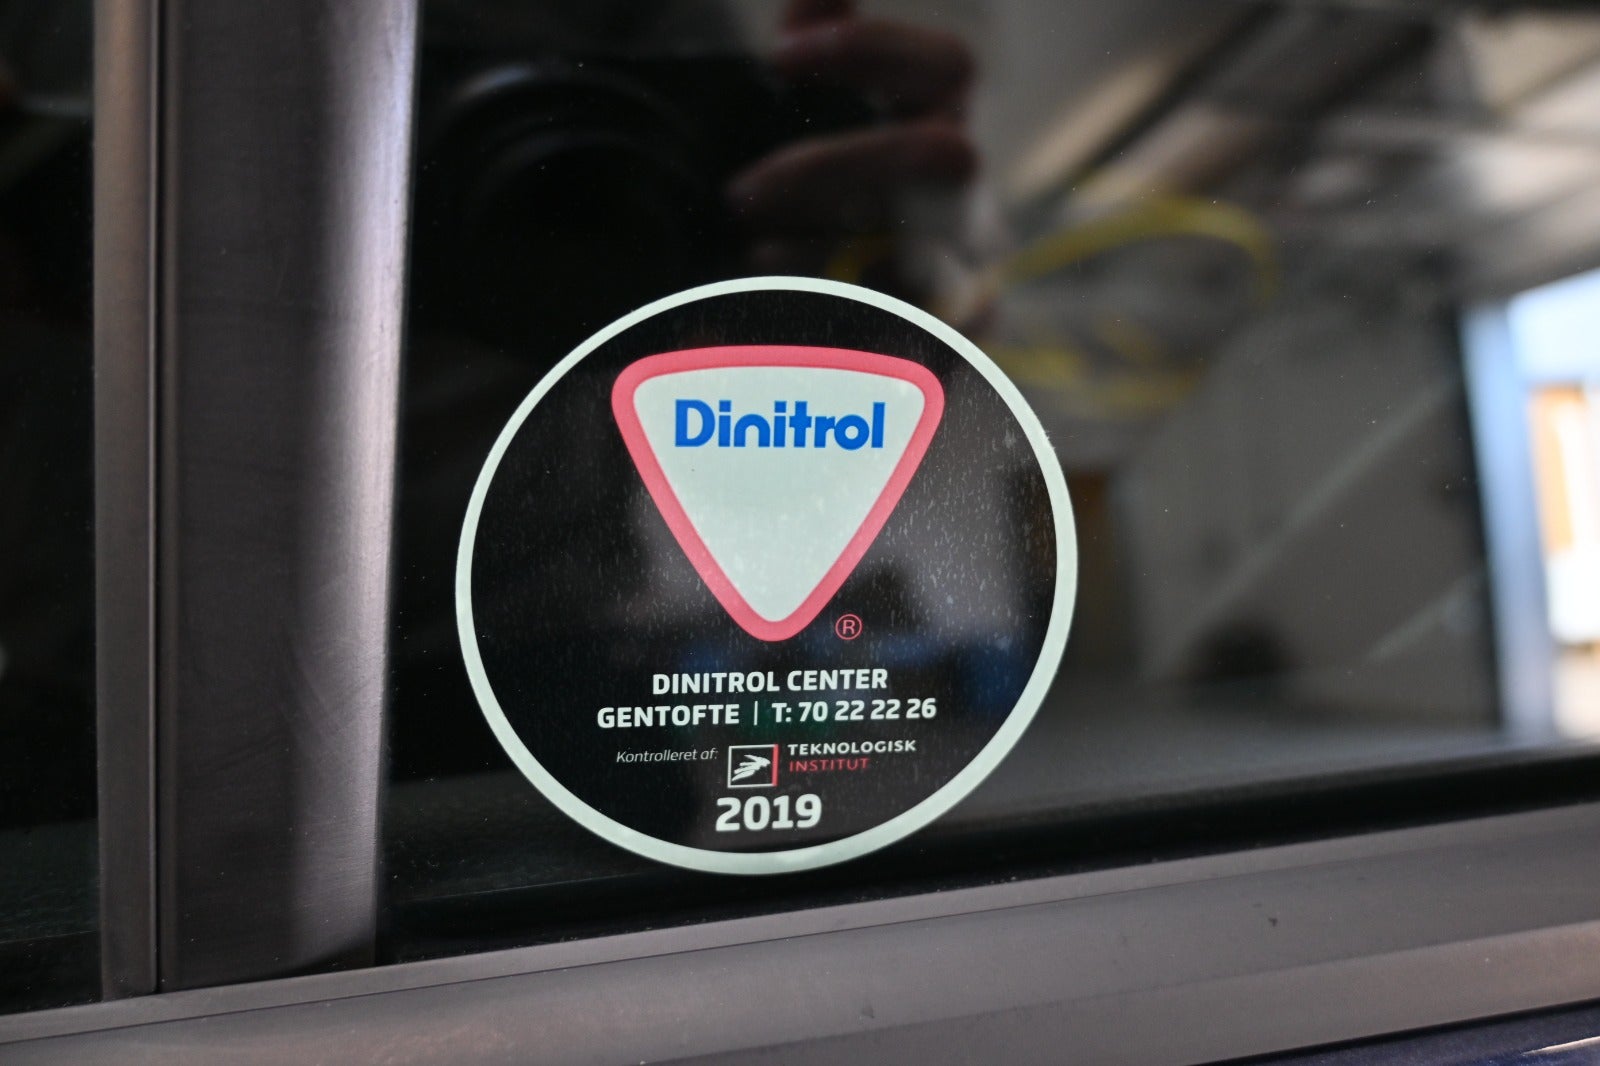 Dinitrol
®
DINITROL CENTER
GENTOFTE | T: 70 22 22 26
Kontrolleret af: TEKNOLOGISK
INSTITUT
2019